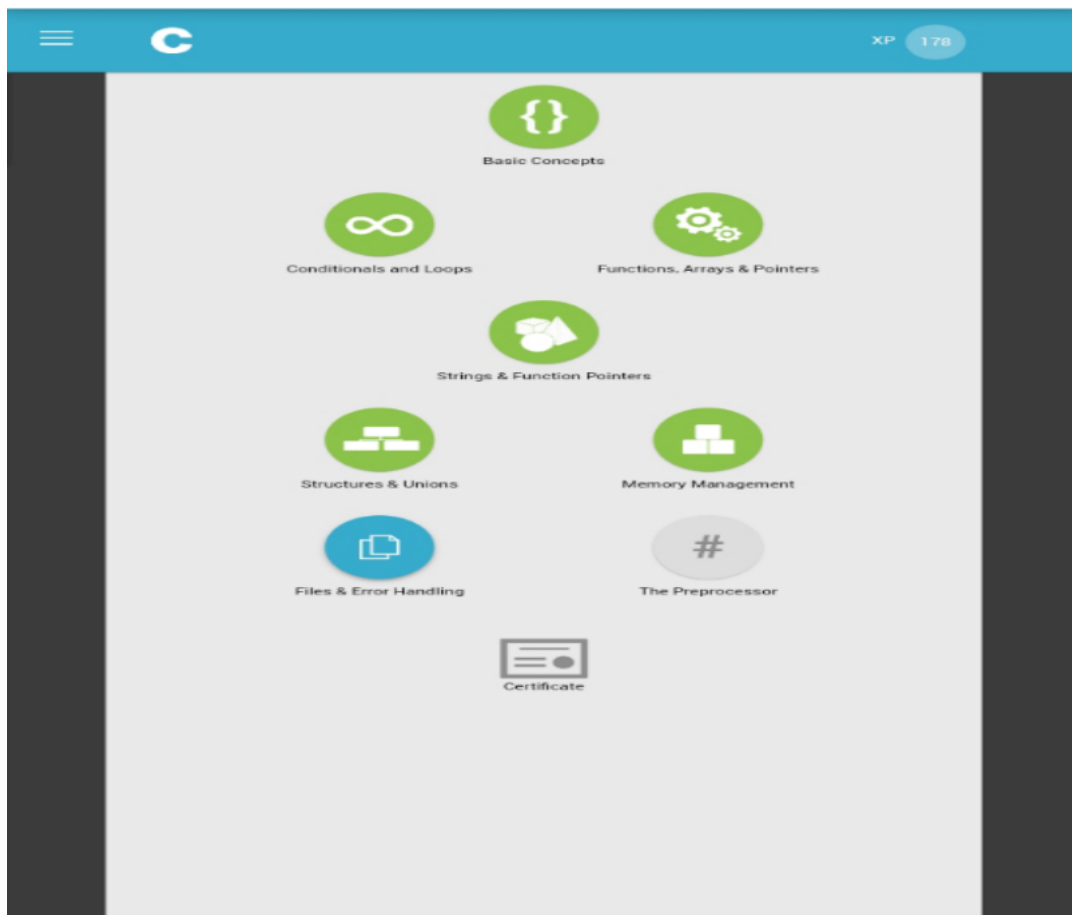 C
XP 178
{}
Basic Concepts
Conditionals and Loops
Functions, Arrays & Pointers
Strings & Function Pointers
Structures & Unions
Memory Management
#
Files & Error Handling
The Preprocessor
Certificate